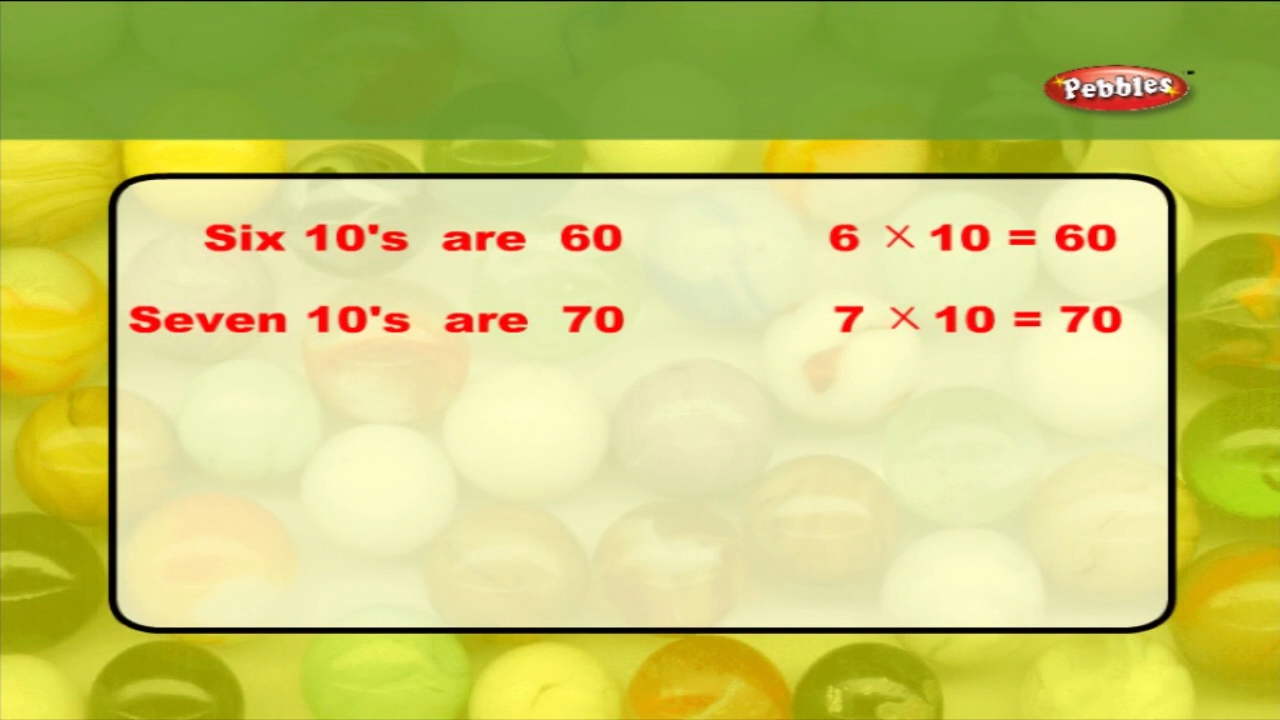 Pebbles
Six 10's are 60 6 × 10 = 60
Seven 10's are 70 7 × 10 = 70